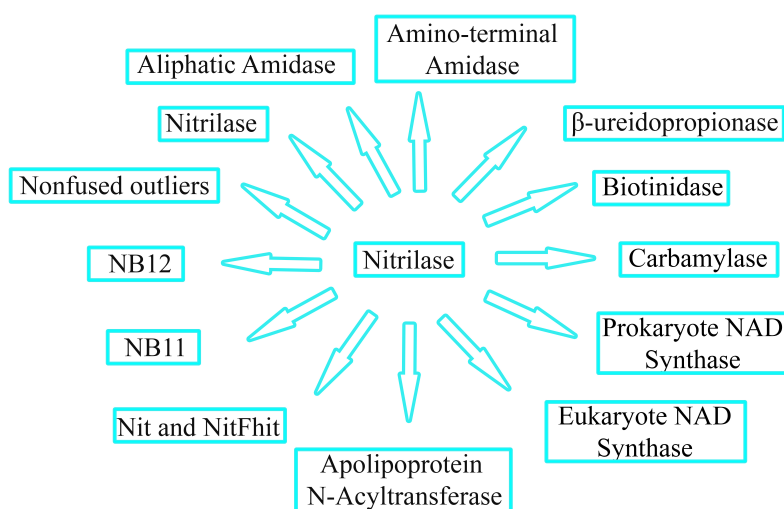 Amino-terminal
Amidase
Aliphatic Amidase
Nitrilase
β-ureidopropionase
Nonfused outliers
Biotinidase
NB12
Nitrilase
Carbamylase
NB11
Prokaryote NAD
Synthase
Nit and NitFhit
Eukaryote NAD
Synthase
Apolipoprotein
N-Acyltransferase